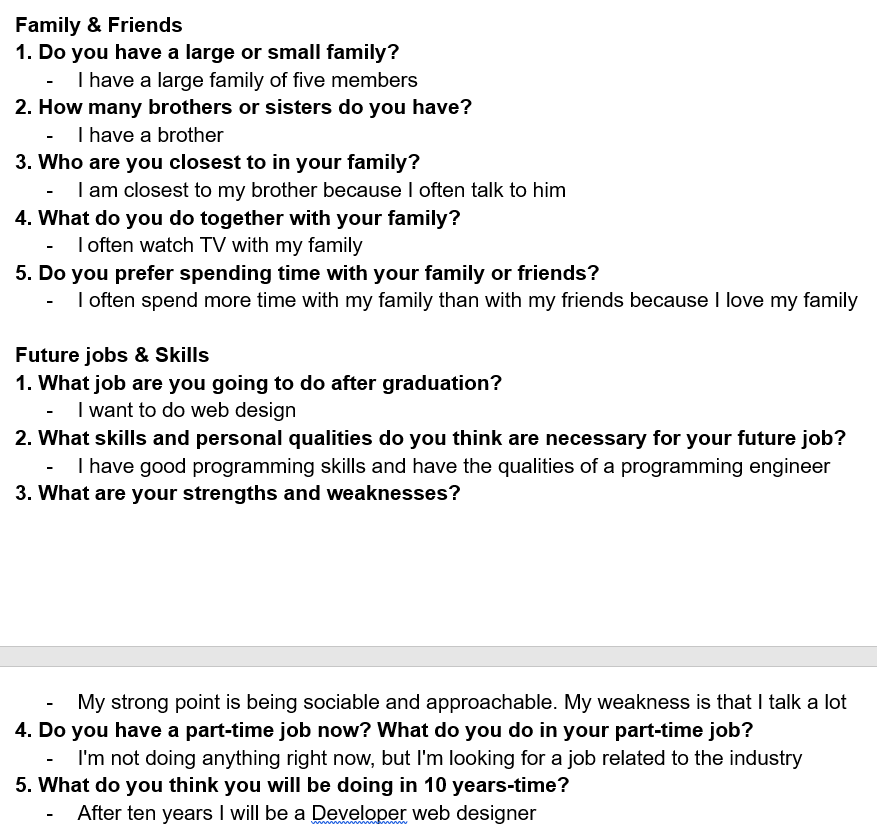 Family & Friends
1. Do you have a large or small family?
- I have a large family of five members
2. How many brothers or sisters do you have?
- I have a brother
3. Who are you closest to in your family?
- I am closest to my brother because I often talk to him
4. What do you do together with your family?
- I often watch TV with my family
5. Do you prefer spending time with your family or friends?
- I often spend more time with my family than with my friends because I love my family
Future jobs & Skills
1. What job are you going to do after graduation?
- I want to do web design
2. What skills and personal qualities do you think are necessary for your future job?
- I have good programming skills and have the qualities of a programming engineer
3. What are your strengths and weaknesses?
- My strong point is being sociable and approachable. My weakness is that I talk a lot
4. Do you have a part-time job now? What do you do in your part-time job?
- I'm not doing anything right now, but I'm looking for a job related to the industry
5. What do you think you will be doing in 10 years-time?
- After ten years I will be a Developer web designer